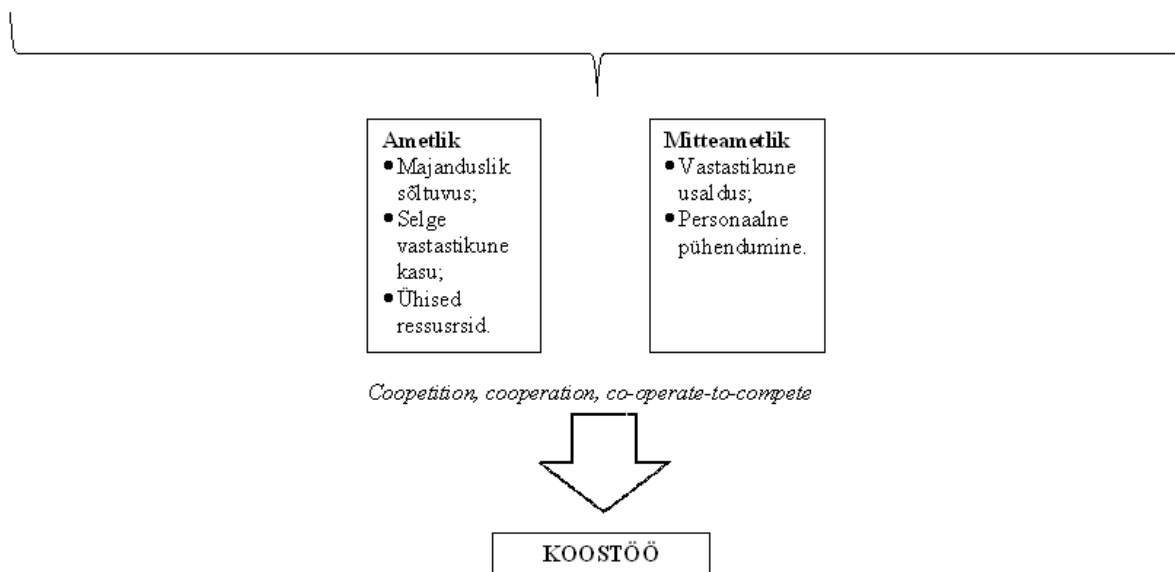 Ametlik
● Majanduslik
sõltuvus;
● Selge
vastastikune
kasu;
● Ühised
ressusrsid.
Mitteametlik
● Vastastikune
usaldus;
● Personaalne
pühendumine.
Coopetition, cooperation, co-operate-to-compete
KOOSTÖÖ